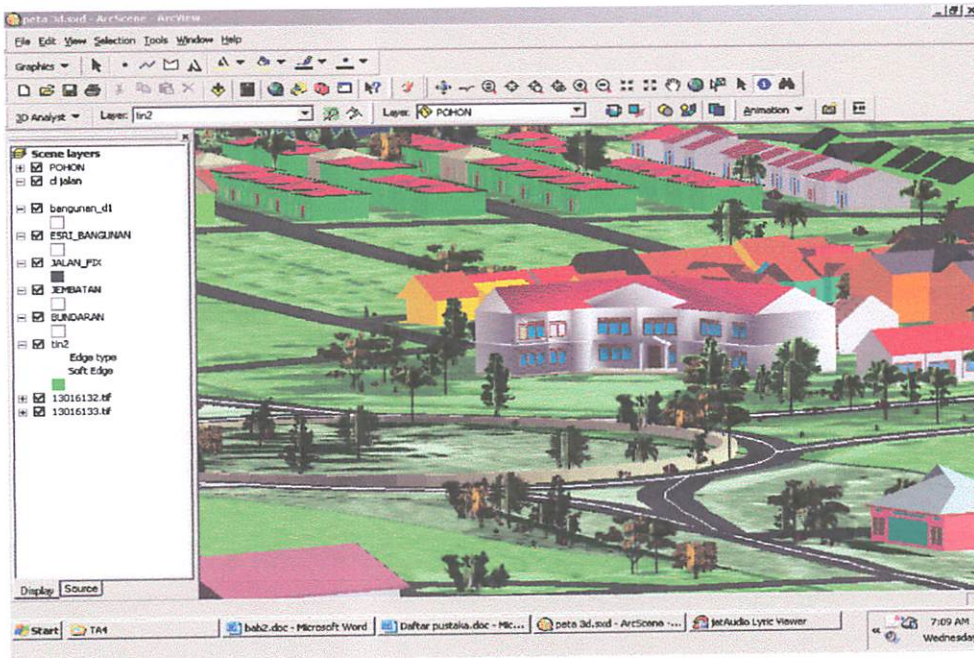 peta 3d.sxd - ArcScene - ArcView
File Edit View Selection Tools Window Help
Graphics
3D Analyst Layer: tin2 Layer: POHON Animation
Scene layers
POHON
d jalan
bangunan_d1
ESRI_BANGUNAN
JALAN_FIX
JEMBATAN
BUNDARAN
tin2
Edge type
Soft Edge
13016132.tif
13016133.tif
Display Source
Start TA4 bab2.doc - Microsoft Word Daftar pustaka.doc - Mic... peta 3d.sxd - ArcScene -... jetAudio Lyric Viewer 7:09 AM
Wednesday